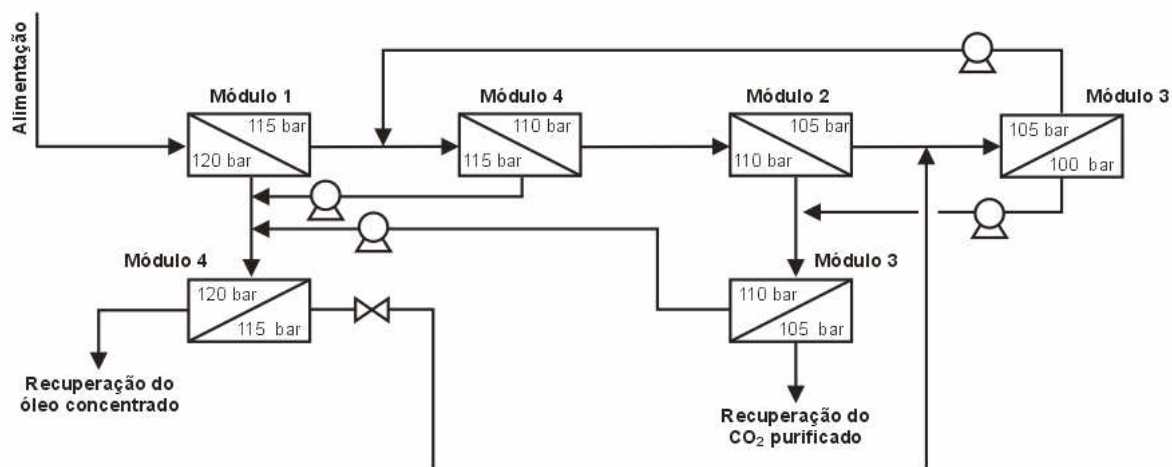 Alimentação
Módulo 1
115 bar
120 bar
Módulo 4
110 bar
115 bar
Módulo 2
105 bar
110 bar
Módulo 3
105 bar
100 bar
Módulo 4
120 bar
115 bar
Módulo 3
110 bar
105 bar
Recuperação do
óleo concentrado
Recuperação do
CO₂ purificado